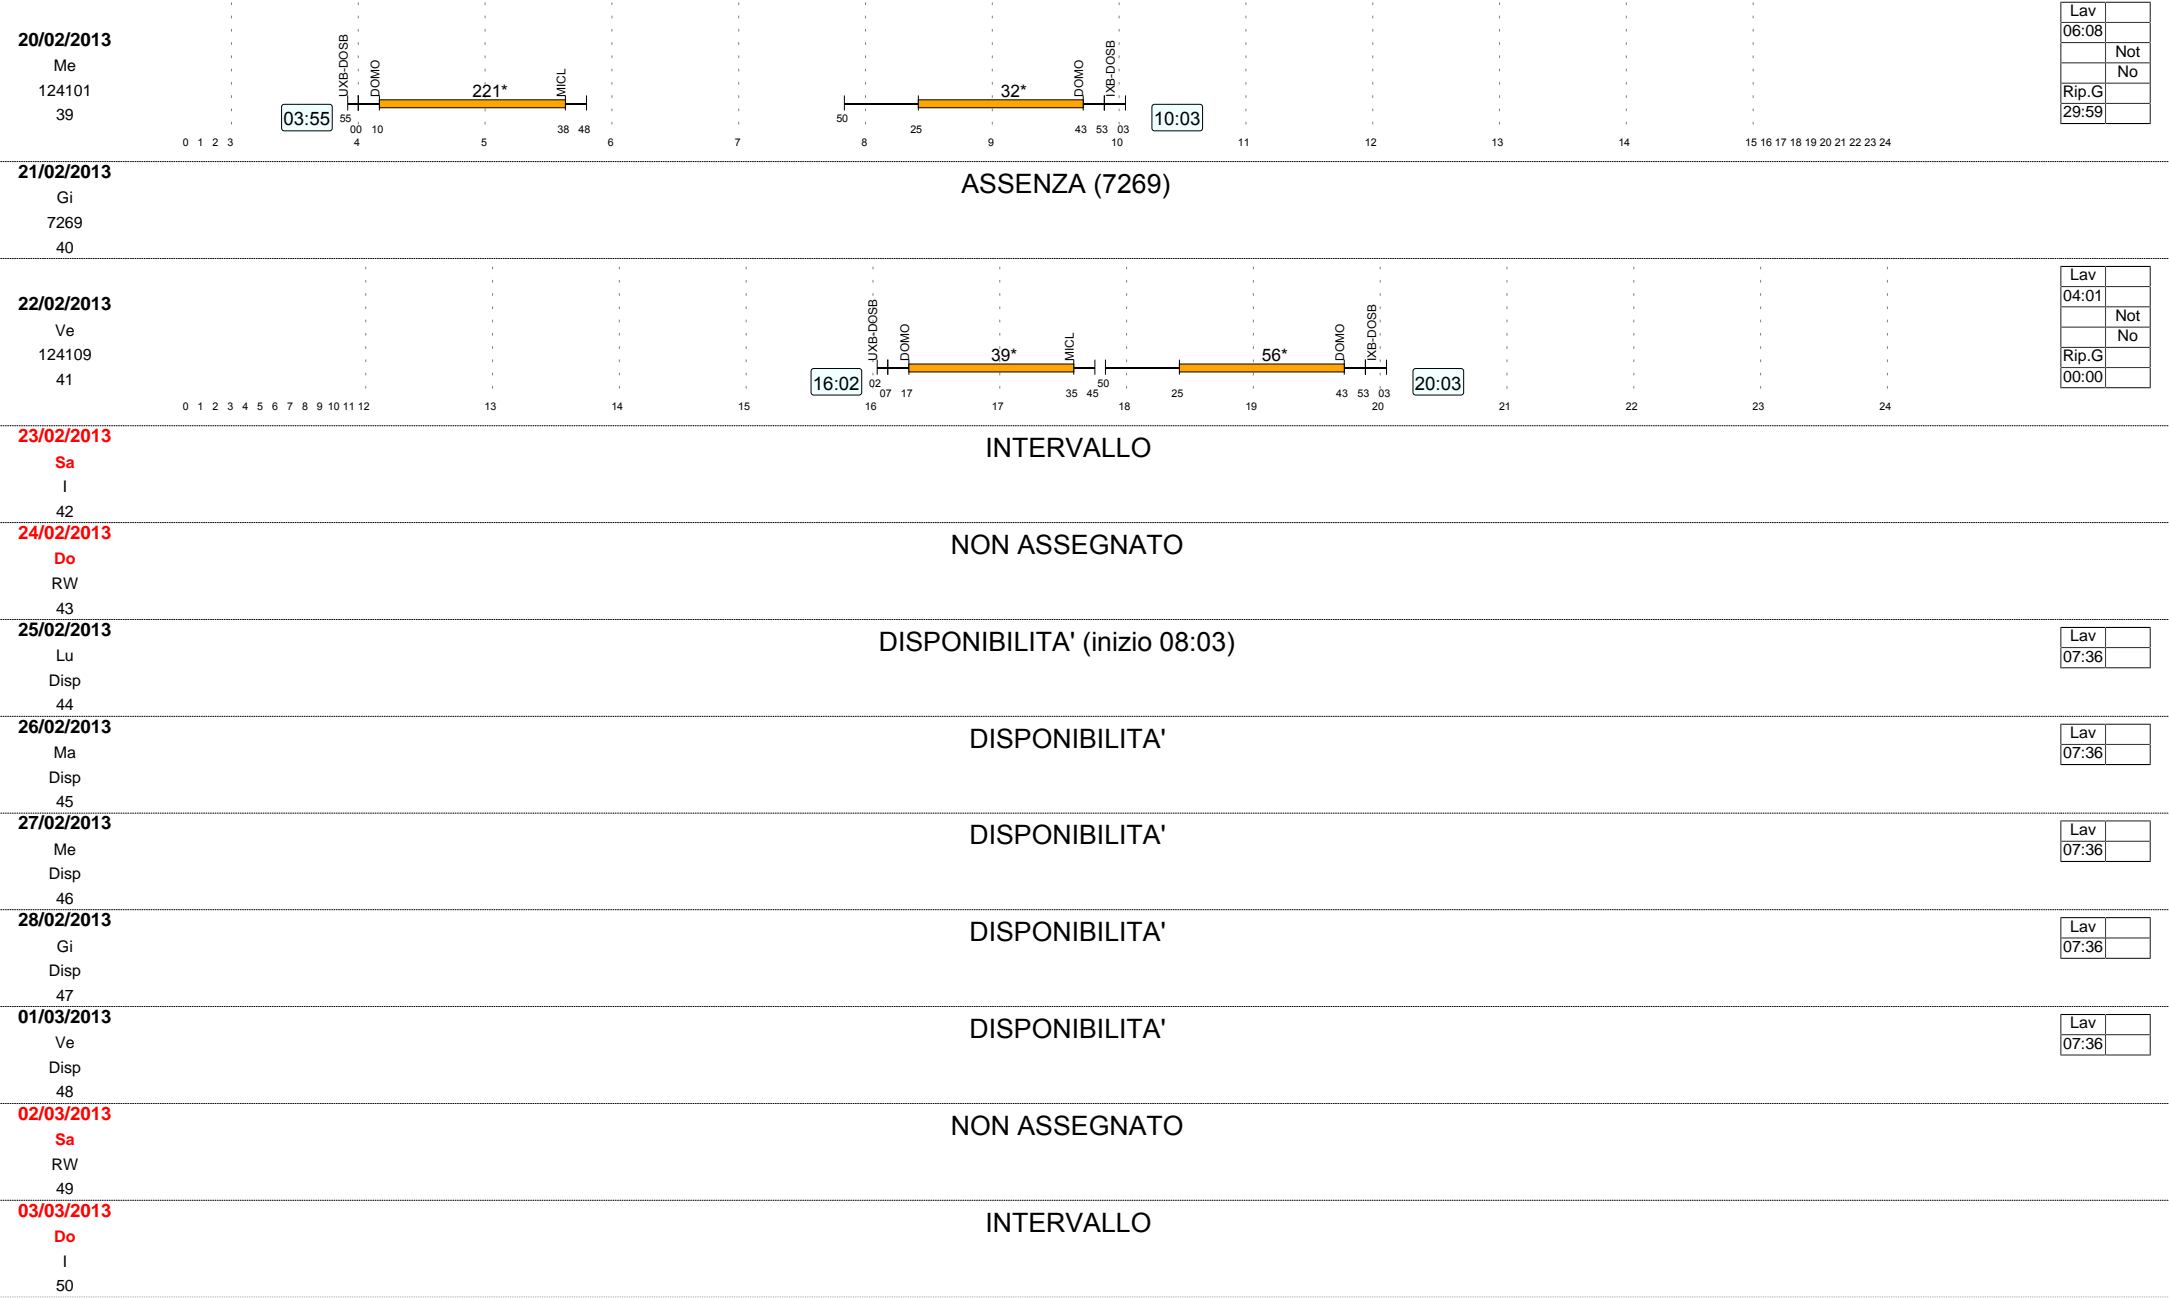 20/02/2013
Me
124101
39
03:55
UXB-DOSB
DOMO
221*
MICL
32*
DOMO
IXB-DOSB
10:03
55 00 10 38 48 50 25 43 53 03
0 1 2 3 4 5 6 7 8 9 10 11 12 13 14 15 16 17 18 19 20 21 22 23 24
Lav
06:08
Not
No
Rip.G
29:59
21/02/2013
Gi
7269
40
ASSENZA (7269)
22/02/2013
Ve
124109
41
16:02
UXB-DOSB
DOMO
39*
MICL
56*
DOMO
IXB-DOSB
20:03
02 07 17 35 45 50 25 43 53 03
0 1 2 3 4 5 6 7 8 9 10 11 12 13 14 15 16 17 18 19 20 21 22 23 24
Lav
04:01
Not
No
Rip.G
00:00
23/02/2013
Sa
I
42
INTERVALLO
24/02/2013
Do
RW
43
NON ASSEGNATO
25/02/2013
Lu
Disp
44
DISPONIBILITA' (inizio 08:03)
Lav
07:36
26/02/2013
Ma
Disp
45
DISPONIBILITA'
Lav
07:36
27/02/2013
Me
Disp
46
DISPONIBILITA'
Lav
07:36
28/02/2013
Gi
Disp
47
DISPONIBILITA'
Lav
07:36
01/03/2013
Ve
Disp
48
DISPONIBILITA'
Lav
07:36
02/03/2013
Sa
RW
49
NON ASSEGNATO
03/03/2013
Do
I
50
INTERVALLO